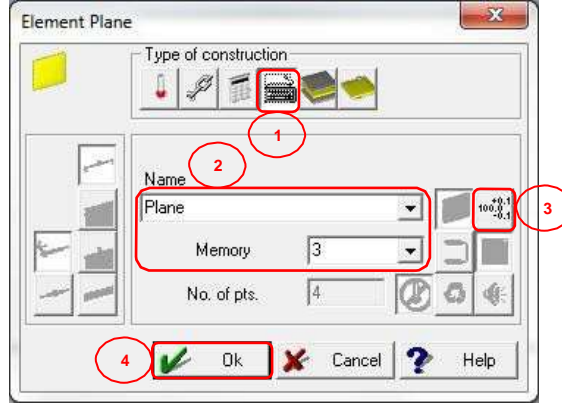 Element Plane
x
Type of construction
1
2
Name
Plane
100.0 +0.1 -0.1
3
Memory 3
No. of pts. 4
4
Ok Cancel ? Help